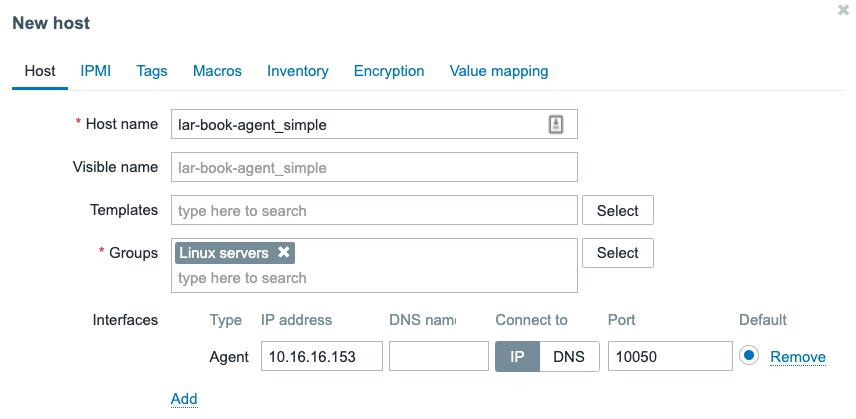 New host
Host IPMI Tags Macros Inventory Encryption Value mapping
* Host name lar-book-agent_simple
Visible name lar-book-agent_simple
Templates type here to search Select
* Groups Linux servers Select
type here to search
Interfaces Type IP address DNS name Connect to Port Default
Agent 10.16.16.153 IP DNS 10050 Remove
Add